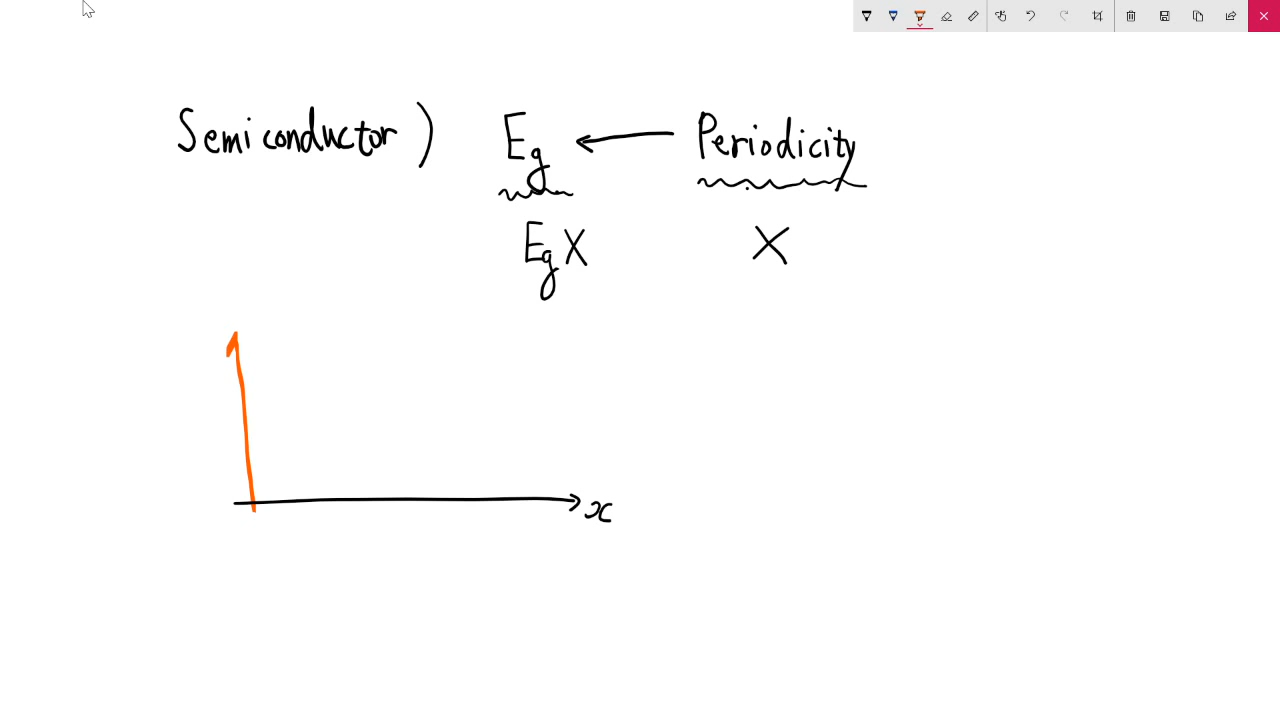 Semiconductor) Eg ← Periodicity
Eg X X
x